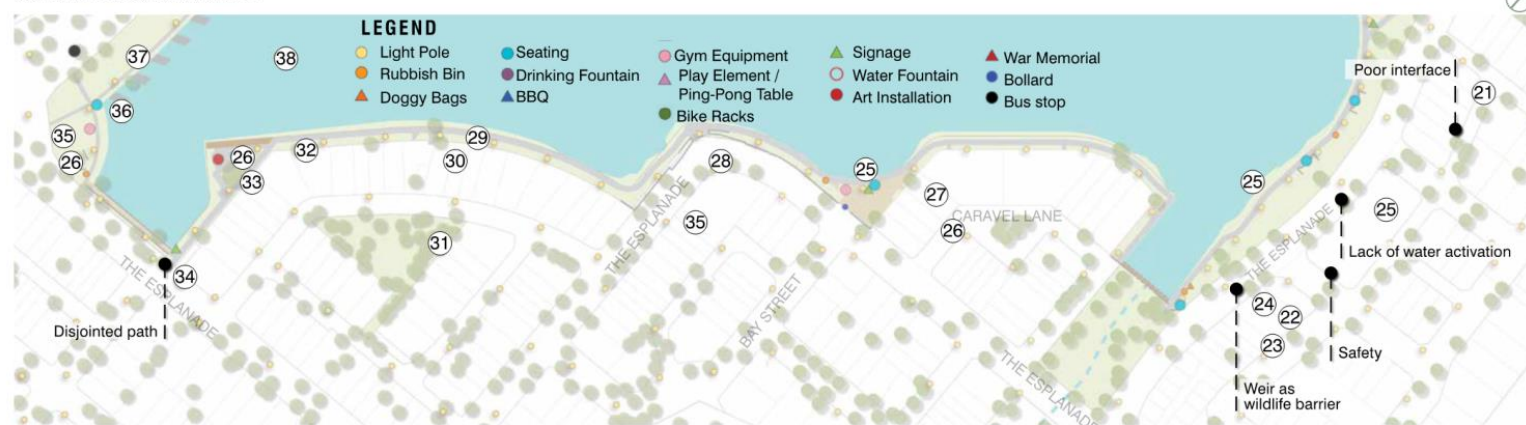 LEGEND
Light Pole
Rubbish Bin
Doggy Bags
Seating
Drinking Fountain
BBQ
Gym Equipment
Play Element /
Ping-Pong Table
Bike Racks
Signage
Water Fountain
Art Installation
War Memorial
Bollard
Bus stop
37
38
36
35
26
26
32
33
29
30
31
34
THE ESPLANADE
Disjointed path
28
THE ESPLANADE
35
25
27
CARAVEL LANE
26
BAY STREET
THE ESPLANADE
Poor interface
21
25
25
THE ESPLANADE
Lack of water activation
24
22
23
Safety
Weir as
wildlife barrier